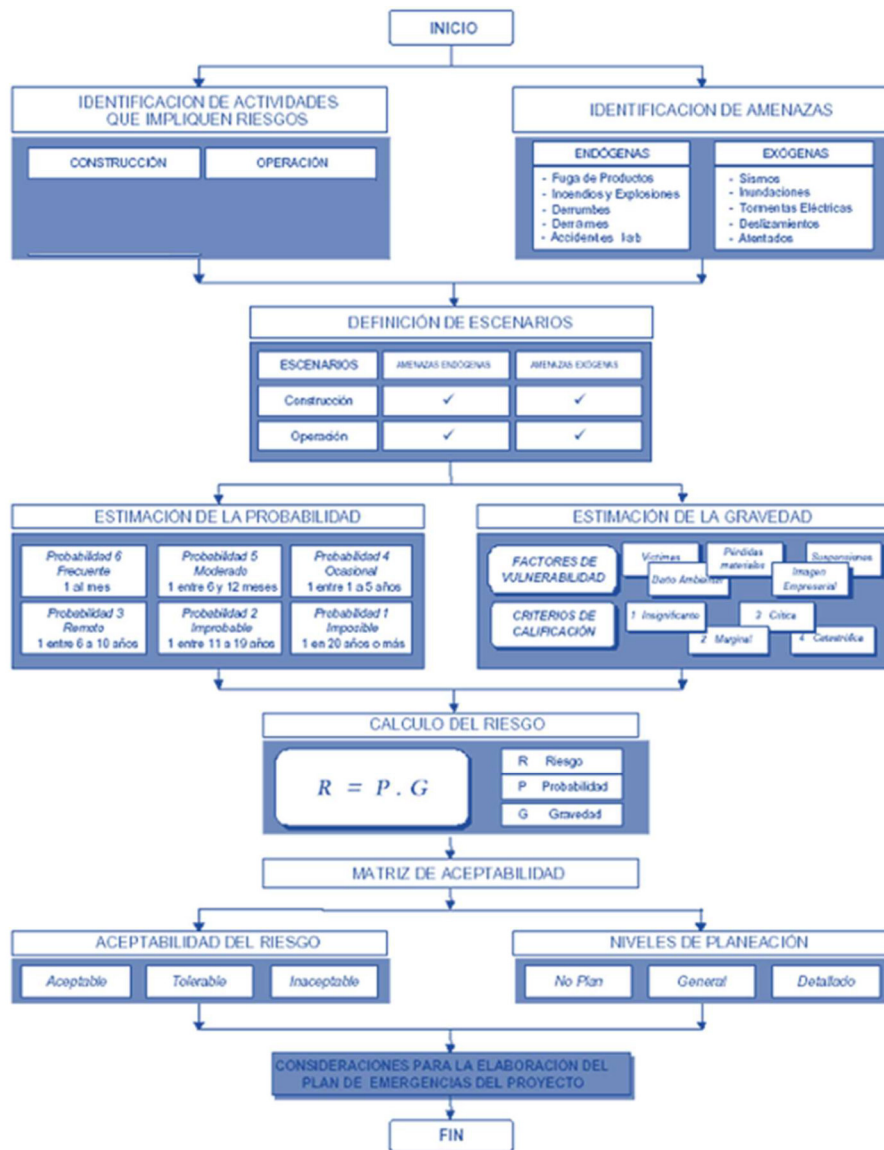 INICIO
IDENTIFICACION DE ACTIVIDADES
QUE IMPLIQUEN RIESGOS
CONSTRUCCIÓN
OPERACIÓN
IDENTIFICACION DE AMENAZAS
ENDÓGENAS
- Fuga de Productos
- Incendios y Explosiones
- Derrumbes
- Derrames
- Accidentes
EXÓGENAS
- Sismos
- Inundaciones
- Tormentas Eléctricas
- Deslizamientos
- Atentados
DEFINICIÓN DE ESCENARIOS
ESCENARIOS
AMENAZAS ENDÓGENAS
AMENAZAS EXÓGENAS
Construcción
✓
✓
Operación
✓
✓
ESTIMACIÓN DE LA PROBABILIDAD
Probabilidad 6
Frecuente
1 al mes
Probabilidad 5
Moderado
1 entre 6 y 12 meses
Probabilidad 4
Ocasional
1 entre 1 a 5 años
Probabilidad 3
Remoto
1 entre 6 a 10 años
Probabilidad 2
Improbable
1 entre 11 a 19 años
Probabilidad 1
Imposible
1 en 20 años o más
ESTIMACIÓN DE LA GRAVEDAD
FACTORES DE
VULNERABILIDAD
Víctimas
Daño Ambiental
Pérdidas
materiales
Imagen
Empresarial
Suspensiones
CRITERIOS DE
CALIFICACIÓN
1 Insignificante
2 Marginal
3 Crítica
4 Catastrófica
CALCULO DEL RIESGO
R = P . G
R Riesgo
P Probabilidad
G Gravedad
MATRIZ DE ACEPTABILIDAD
ACEPTABILIDAD DEL RIESGO
Aceptable
Tolerable
Inaceptable
NIVELES DE PLANEACIÓN
No Plan
General
Detallado
CONSIDERACIONES PARA LA ELABORACIÓN DEL
PLAN DE EMERGENCIAS DEL PROYECTO
FIN